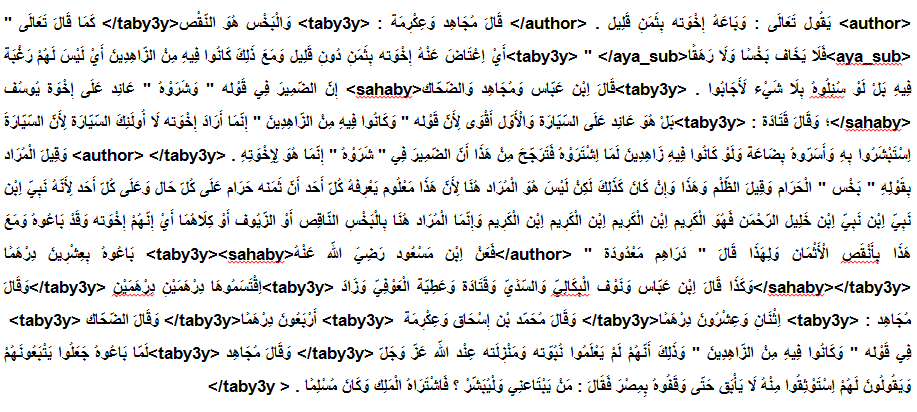 <author> يَقُول تَعَالَى : وَبَاعَهُ إِخْوَته بِثَمَنٍ قَلِيل . </author> قَالَ مُجَاهِد وَعِكْرِمَة : <taby3y> وَالْبَخْس هُوَ النَّقْص</taby3y> كَمَا قَالَ تَعَالَى "
<aya_sub>فَلَا يَخَاف بَخْسًا وَلَا رَهَقًا</aya_sub> " <taby3y>أَيْ اِعْتَاضَ عَنْهُ إِخْوَته بِثَمَنٍ دُونٍ قَلِيل وَمَعَ ذَلِكَ كَانُوا فِيهِ مِنْ الزَّاهِدِينَ أَيْ لَيْسَ لَهُمْ رَغْبَة
فِيهِ بَلْ لَوْ سُئِلُوهُ بِلَا شَيْء لَأَجَابُوا . <taby3y>قَالَ اِبْن عَبَّاس وَمُجَاهِد وَالضَّحَّاك<sahaby> إِنَّ الضَّمِير فِي قَوْله " وَشَرَوْهُ " عَائِد عَلَى إِخْوَة يُوسُف
</sahaby>؛ وَقَالَ قَتَادَة : <taby3y>بَلْ هُوَ عَائِد عَلَى السَّيَّارَة وَالْأَوَّل أَقْوَى لِأَنَّ قَوْله " وَكَانُوا فِيهِ مِنْ الزَّاهِدِينَ " إِنَّمَا أَرَادَ إِخْوَته لَا أُولَئِكَ السَّيَّارَة لِأَنَّ السَّيَّارَة
اِسْتَبْشَرُوا بِهِ وَأَسَرُّوهُ بِضَاعَة وَلَوْ كَانُوا فِيهِ زَاهِدِينَ لَمَا اِشْتَرَوْهُ فَتَرَجَّحَ مِنْ هَذَا أَنَّ الضَّمِير فِي " شَرَوْهُ " إِنَّمَا هُوَ لِإِخْوَتِهِ . <author> </taby3y> وَقِيلَ الْمُرَاد
بِقَوْلِهِ " بَخْس " الْحَرَام وَقِيلَ الظُّلْم وَهَذَا وَإِنْ كَانَ كَذَلِكَ لَكِنْ لَيْسَ هُوَ الْمُرَاد هُنَا لِأَنَّ هَذَا مَعْلُوم يَعْرِفهُ كُلّ أَحَد أَنَّ ثَمَنه حَرَام عَلَى كُلّ حَال وَعَلَى كُلّ أَحَد لِأَنَّهُ نَبِيّ اِبْن
نَبِيّ اِبْن نَبِيّ اِبْن خَلِيل الرَّحْمَن فَهُوَ الْكَرِيم اِبْن الْكَرِيم اِبْن الْكَرِيم اِبْن الْكَرِيم وَإِنَّمَا الْمُرَاد هُنَا بِالْبَخْسِ النَّاقِص أَوْ الزُّيُوف أَوْ كِلَاهُمَا أَيْ إِنَّهُمْ إِخْوَته وَقَدْ بَاعُوهُ وَمَعَ
هَذَا بِأَنْقَصِ الْأَثْمَان وَلِهَذَا قَالَ " دَرَاهِم مَعْدُودَة " </author>فَعَنْ اِبْن مَسْعُود رَضِيَ اللَّه عَنْهُ<sahaby><taby3y> بَاعُوهُ بِعِشْرِينَ دِرْهَمًا
</taby3y></sahaby>وَكَذَا قَالَ اِبْن عَبَّاس وَنَوْف الْبَكَالِيّ وَالسُّدِّيّ وَقَتَادَة وَعَطِيَّة الْعَوْفِيّ وَزَادَ <taby3y>اِقْتَسَمُوهَا دِرْهَمَيْنِ دِرْهَمَيْنِ </taby3y>وَقَالَ
مُجَاهِد : <taby3y> اِثْنَانِ وَعِشْرُونَ دِرْهَمًا</taby3y> وَقَالَ مُحَمَّد بْن إِسْحَاق وَعِكْرِمَة <taby3y> أَرْبَعُونَ دِرْهَمًا</taby3y> وَقَالَ الضَّحَّاك <taby3y>
فِي قَوْله " وَكَانُوا فِيهِ مِنْ الزَّاهِدِينَ " وَذَلِكَ أَنَّهُمْ لَمْ يَعْلَمُوا نُبُوَّته وَمَنْزِلَته عِنْد اللَّه عَزَّ وَجَلَّ </taby3y> وَقَالَ مُجَاهِد <taby3y>لَمَّا بَاعُوهُ جَعَلُوا يَتْبَعُونَهُمْ
وَيَقُولُونَ لَهُمْ اِسْتَوْثِقُوا مِنْهُ لَا يَأْبَق حَتَّى وَقَفُوهُ بِمِصْرَ فَقَالَ : مَنْ يَبْتَاعنِي وَلْيُبَشَّرْ ؟ فَاشْتَرَاهُ الْمَلِك وَكَانَ مُسْلِمًا . </taby3y >